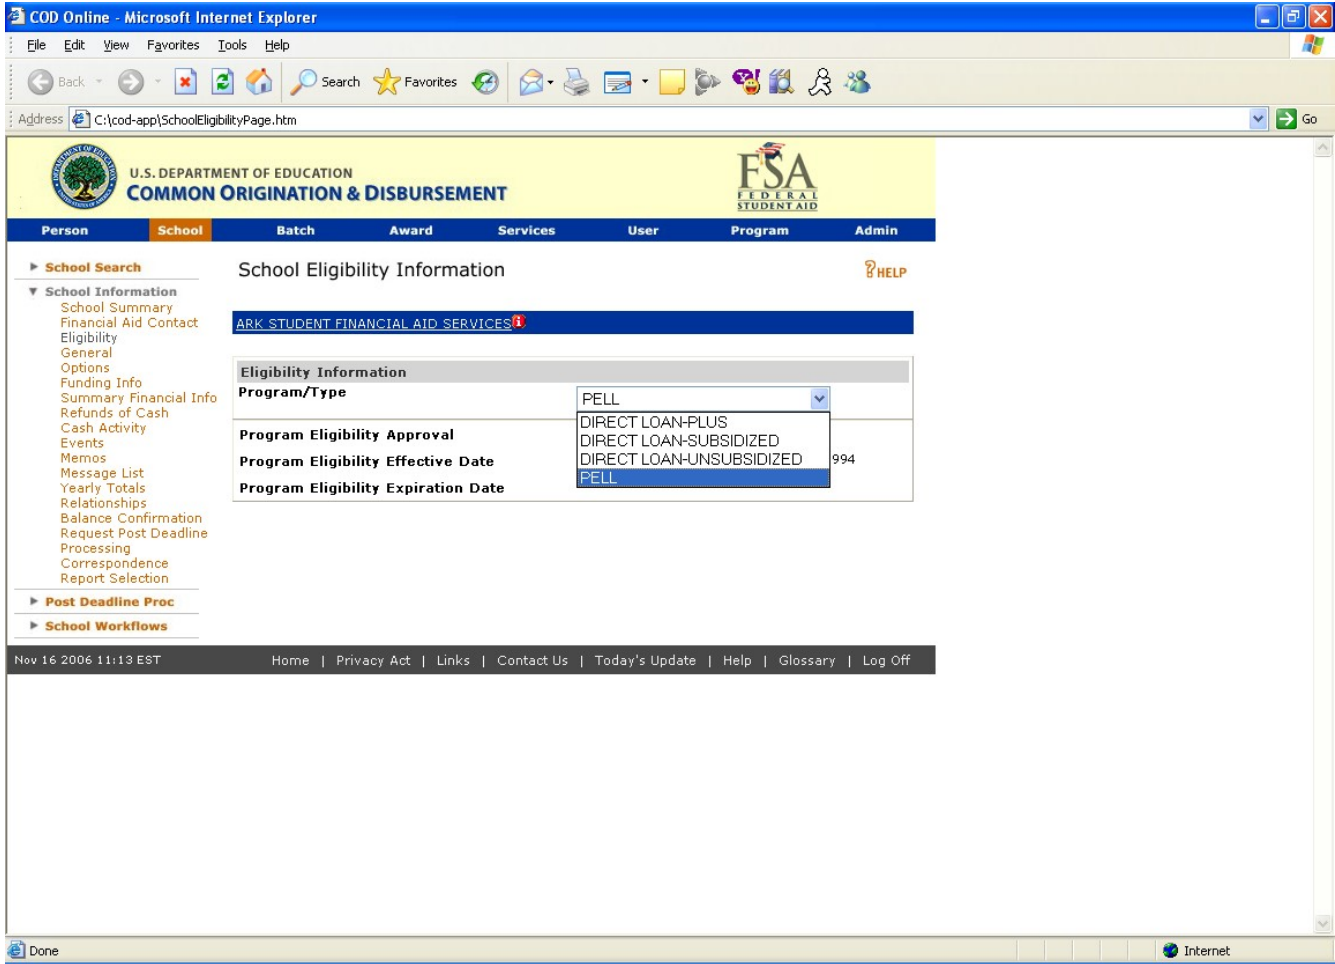 COD Online - Microsoft Internet Explorer
File Edit View Favorites Tools Help
Back Search Favorites
Address C:\cod-app\SchoolEligibilityPage.htm Go
U.S. DEPARTMENT OF EDUCATION
COMMON ORIGINATION & DISBURSEMENT
FSA
FEDERAL
STUDENT AID
Person School Batch Award Services User Program Admin
School Search
School Information
School Summary
Financial Aid Contact
Eligibility
General
Options
Funding Info
Summary Financial Info
Refunds of Cash
Cash Activity
Events
Memos
Message List
Yearly Totals
Relationships
Balance Confirmation
Request Post Deadline
Processing
Correspondence
Report Selection
Post Deadline Proc
School Workflows
School Eligibility Information
HELP
ARK STUDENT FINANCIAL AID SERVICES
Eligibility Information
Program/Type PELL
DIRECT LOAN-PLUS
DIRECT LOAN-SUBSIDIZED
DIRECT LOAN-UNSUBSIDIZED
PELL
Program Eligibility Approval
Program Eligibility Effective Date 994
Program Eligibility Expiration Date
Nov 16 2006 11:13 EST Home | Privacy Act | Links | Contact Us | Today's Update | Help | Glossary | Log Off
Done Internet